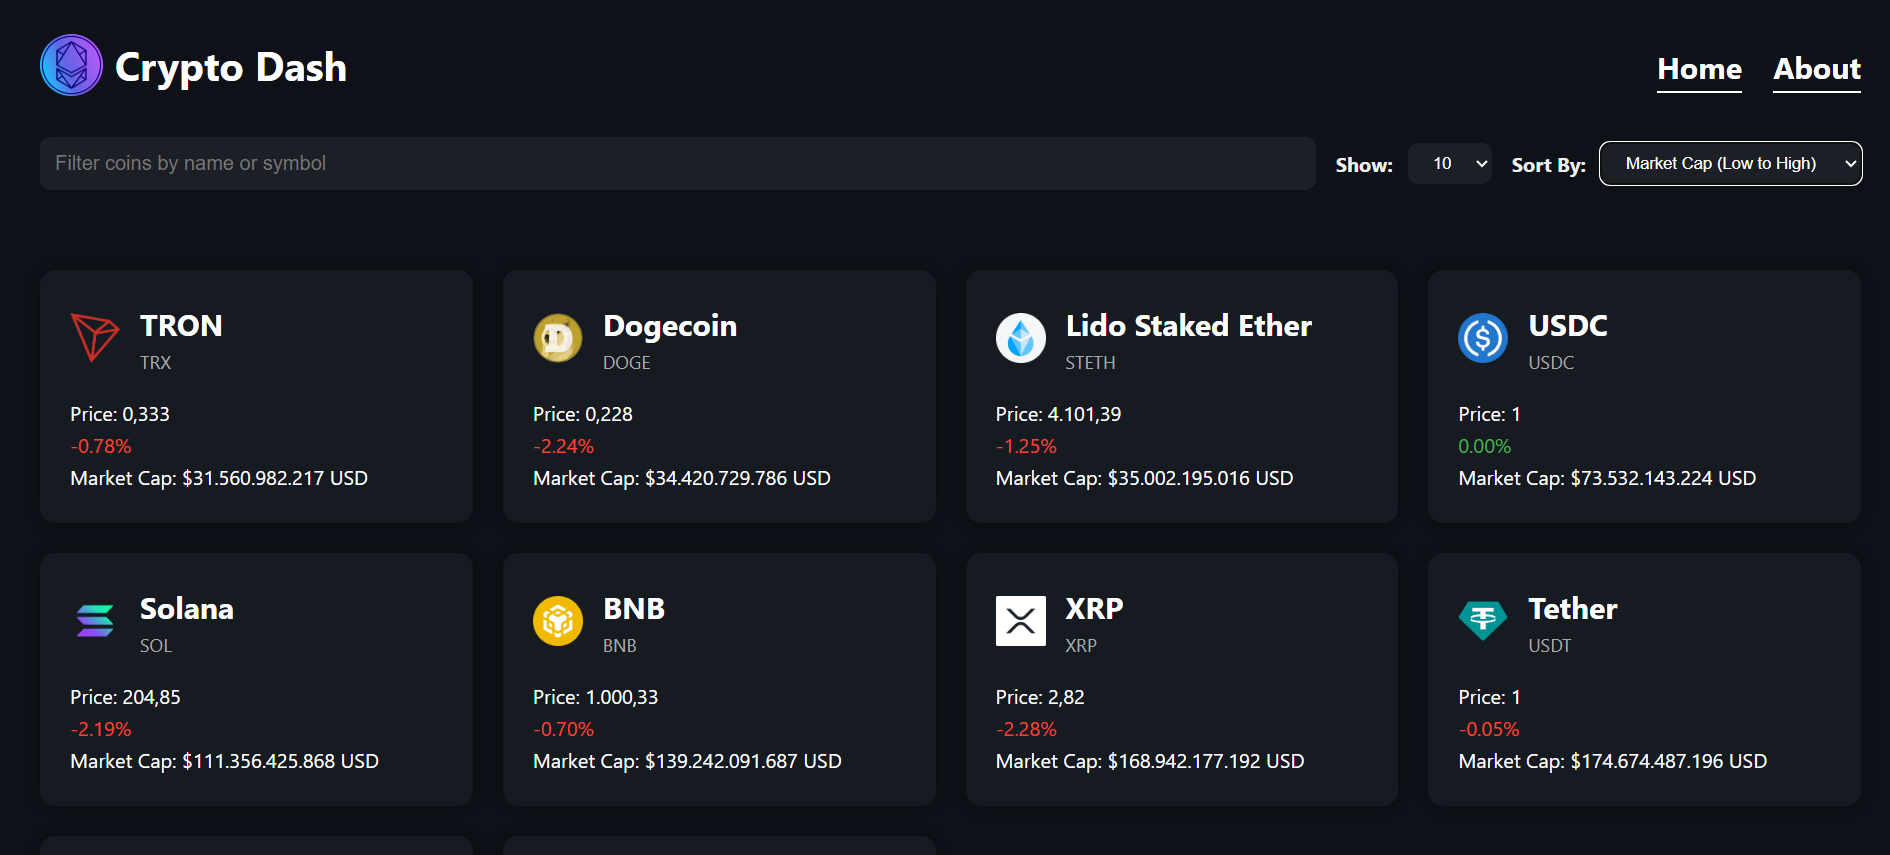 Crypto Dash
Home
About
Filter coins by name or symbol
Show:
10
Sort By:
Market Cap (Low to High)
TRON
TRX
Price: 0,333
-0.78%
Market Cap: $31.560.982.217 USD
Dogecoin
DOGE
Price: 0,228
-2.24%
Market Cap: $34.420.729.786 USD
Lido Staked Ether
STETH
Price: 4.101,39
-1.25%
Market Cap: $35.002.195.016 USD
USDC
USDC
Price: 1
0.00%
Market Cap: $73.532.143.224 USD
Solana
SOL
Price: 204,85
-2.19%
Market Cap: $111.356.425.868 USD
BNB
BNB
Price: 1.000,33
-0.70%
Market Cap: $139.242.091.687 USD
XRP
XRP
Price: 2,82
-2.28%
Market Cap: $168.942.177.192 USD
Tether
USDT
Price: 1
-0.05%
Market Cap: $174.674.487.196 USD